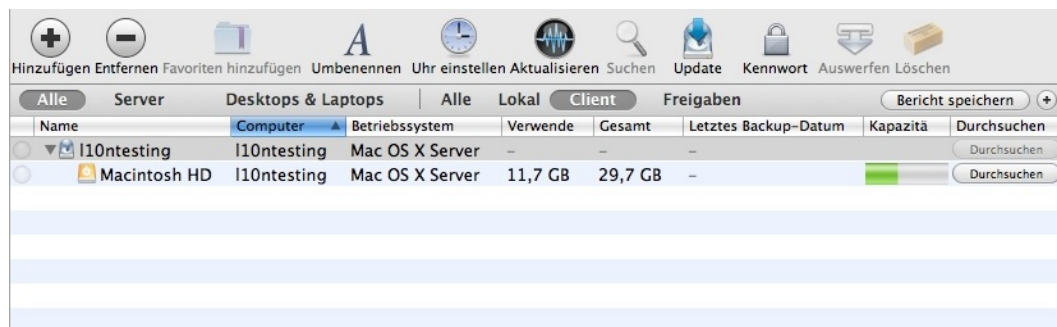 Hinzufügen Entfernen Favoriten hinzufügen Umbenennen Uhr einstellen Aktualisieren Suchen Update Kennwort Auswerfen Löschen
Alle Server Desktops & Laptops Alle Lokal Client Freigaben Bericht speichern
Name Computer Betriebssystem Verwende Gesamt Letztes Backup-Datum Kapazitä Durchsuchen
l10ntesting l10ntesting Mac OS X Server – – – Durchsuchen
Macintosh HD l10ntesting Mac OS X Server 11,7 GB 29,7 GB – Durchsuchen